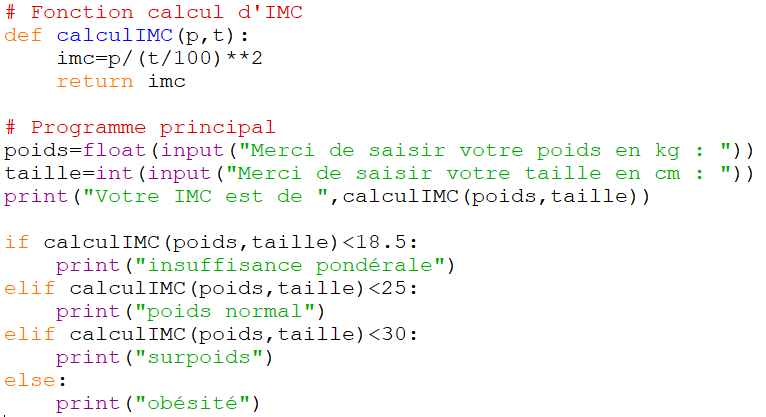 # Fonction calcul d'IMC
def calculIMC(p,t):
    imc=p/(t/100)**2
    return imc

# Programme principal
poids=float(input("Merci de saisir votre poids en kg : "))
taille=int(input("Merci de saisir votre taille en cm : "))
print("Votre IMC est de ",calculIMC(poids,taille))

if calculIMC(poids,taille)<18.5:
    print("insuffisance pondérale")
elif calculIMC(poids,taille)<25:
    print("poids normal")
elif calculIMC(poids,taille)<30:
    print("surpoids")
else:
    print("obésité")